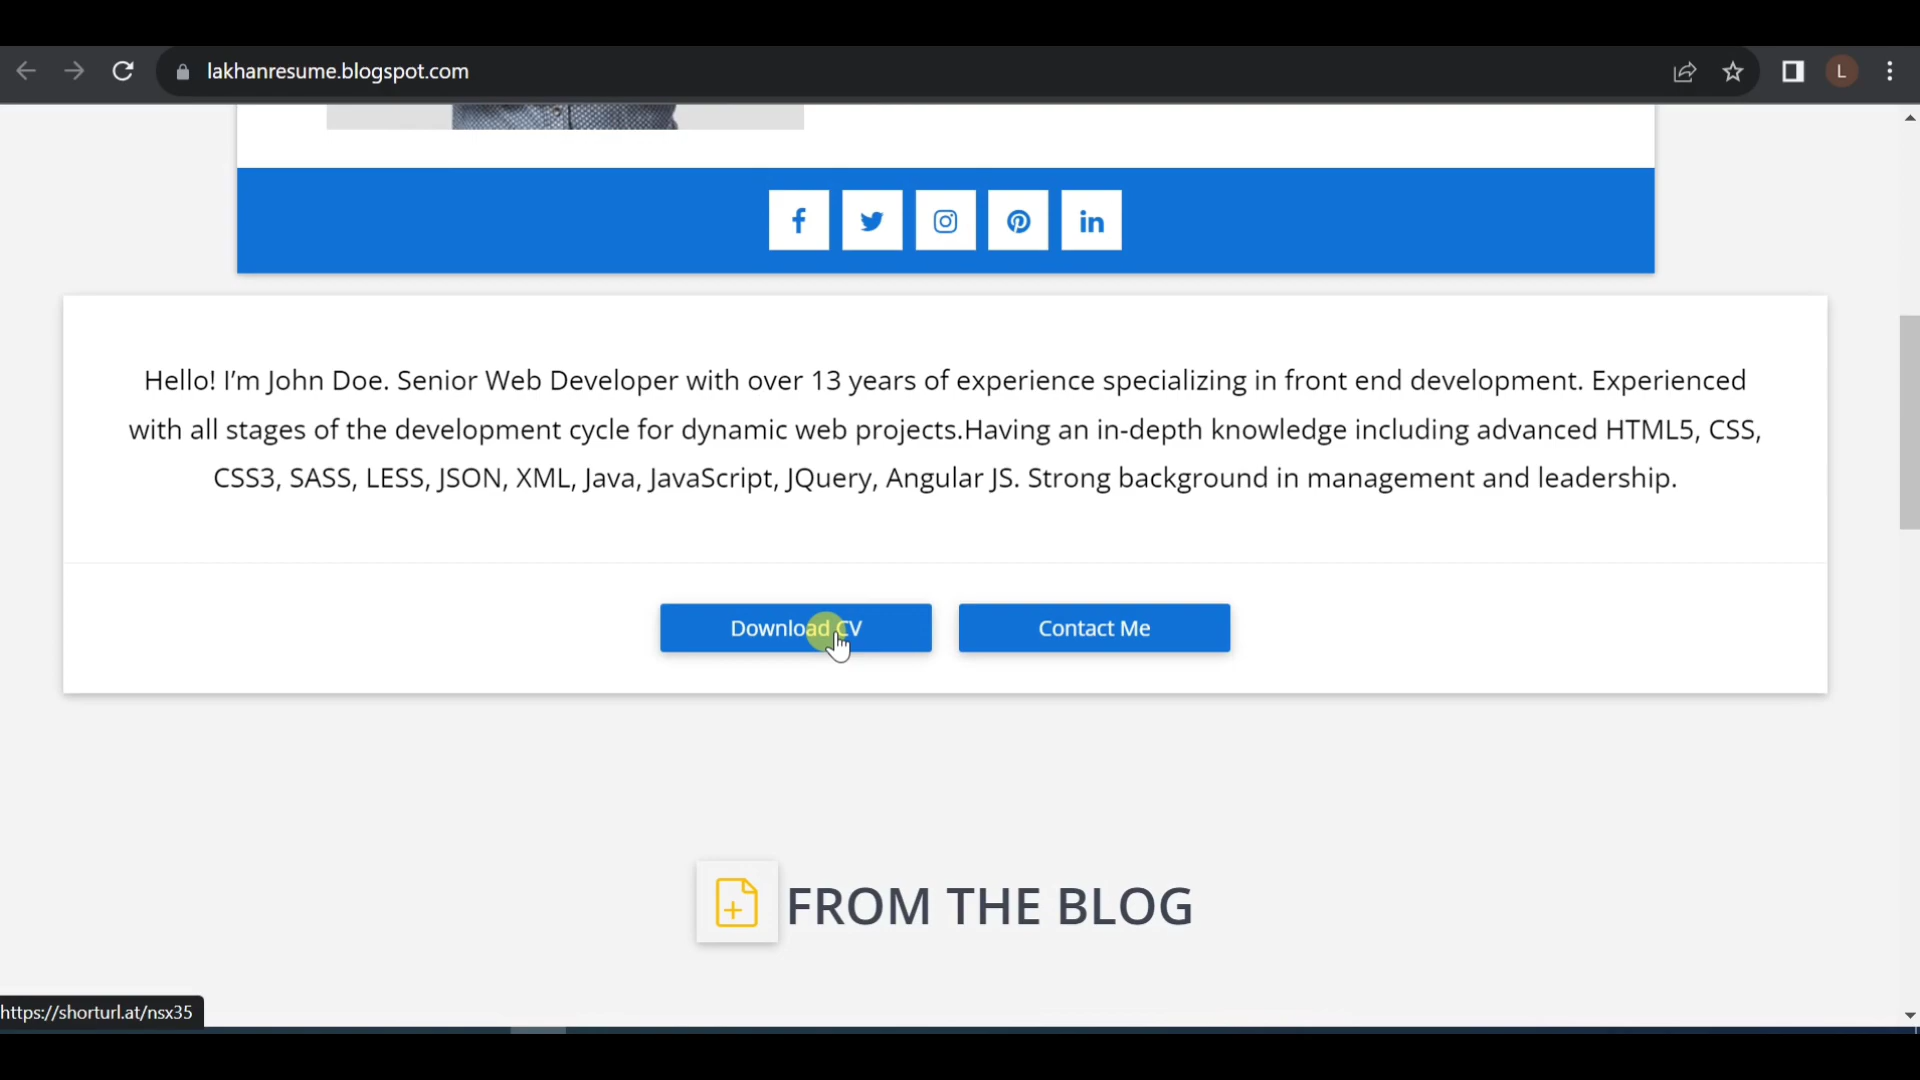 lakhanresume.blogspot.com
L
Hello! I’m John Doe. Senior Web Developer with over 13 years of experience specializing in front end development. Experienced
with all stages of the development cycle for dynamic web projects.Having an in-depth knowledge including advanced HTML5, CSS,
CSS3, SASS, LESS, JSON, XML, Java, JavaScript, JQuery, Angular JS. Strong background in management and leadership.
Download CV
Contact Me
FROM THE BLOG
https://shorturl.at/nsx35